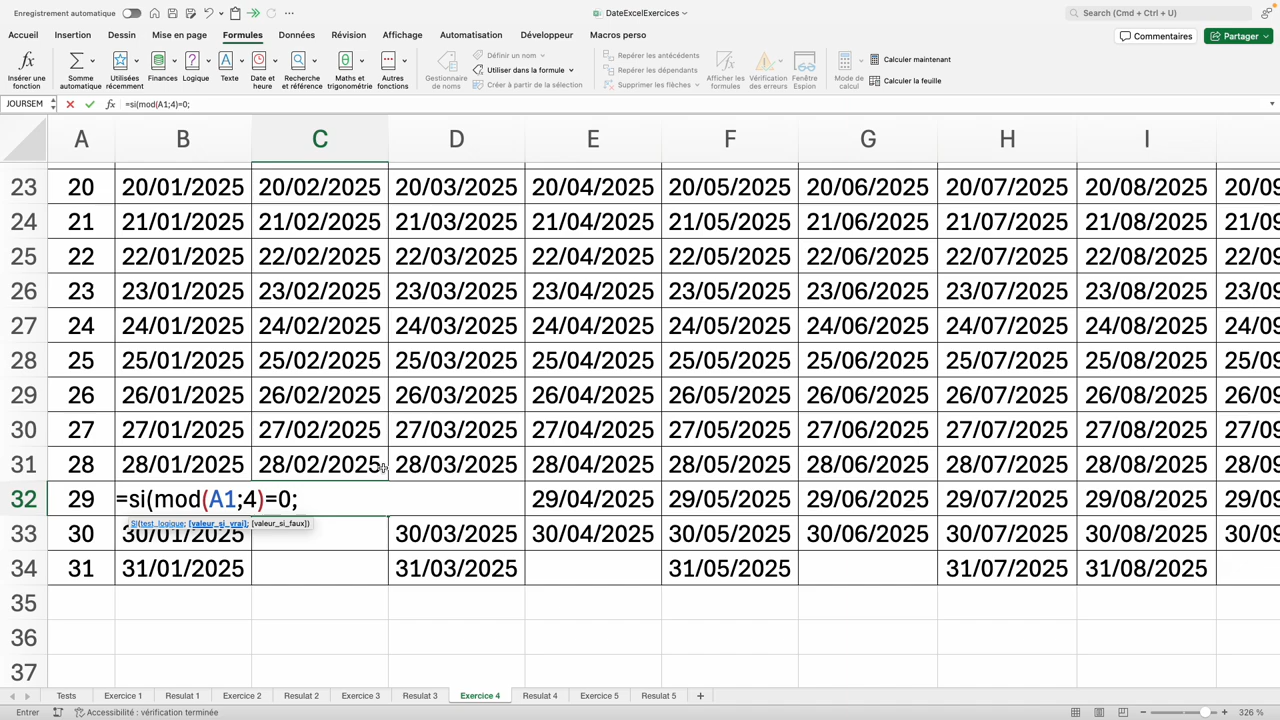 Enregistrement automatique DateExcelExercices Search (Cmd + Ctrl + U)
Accueil Insertion Dessin Mise en page Formules Données Révision Affichage Automatisation Développeur Macros perso Commentaires Partager
Insérer une fonction Somme automatique Utilisées récemment Finances Logique Texte Date et heure Recherche et référence Maths et trigonométrie Autres fonctions Gestionnaire de noms Définir un nom Utiliser dans la formule Créer à partir de la sélection Repérer les antécédents Repérer les dépendants Supprimer les flèches Afficher les formules Vérification des erreurs Fenêtre Espion Mode de calcul Calculer maintenant Calculer la feuille
JOURSEM fx =si(mod(A1;4)=0;
A B C D E F G H I
23 20 20/01/2025 20/02/2025 20/03/2025 20/04/2025 20/05/2025 20/06/2025 20/07/2025 20/08/2025 20/09
24 21 21/01/2025 21/02/2025 21/03/2025 21/04/2025 21/05/2025 21/06/2025 21/07/2025 21/08/2025 21/09
25 22 22/01/2025 22/02/2025 22/03/2025 22/04/2025 22/05/2025 22/06/2025 22/07/2025 22/08/2025 22/09
26 23 23/01/2025 23/02/2025 23/03/2025 23/04/2025 23/05/2025 23/06/2025 23/07/2025 23/08/2025 23/09
27 24 24/01/2025 24/02/2025 24/03/2025 24/04/2025 24/05/2025 24/06/2025 24/07/2025 24/08/2025 24/09
28 25 25/01/2025 25/02/2025 25/03/2025 25/04/2025 25/05/2025 25/06/2025 25/07/2025 25/08/2025 25/09
29 26 26/01/2025 26/02/2025 26/03/2025 26/04/2025 26/05/2025 26/06/2025 26/07/2025 26/08/2025 26/09
30 27 27/01/2025 27/02/2025 27/03/2025 27/04/2025 27/05/2025 27/06/2025 27/07/2025 27/08/2025 27/09
31 28 28/01/2025 28/02/2025 28/03/2025 28/04/2025 28/05/2025 28/06/2025 28/07/2025 28/08/2025 28/09
32 29 =si(mod(A1;4)=0; 29/04/2025 29/05/2025 29/06/2025 29/07/2025 29/08/2025 29/09
SI(test_logique; [valeur_si_vrai]; [valeur_si_faux])
33 30 30/01/2025 30/03/2025 30/04/2025 30/05/2025 30/06/2025 30/07/2025 30/08/2025 30/09
34 31 31/01/2025 31/03/2025 31/05/2025 31/07/2025 31/08/2025
35
36
37
Tests Exercice 1 Resulat 1 Exercice 2 Resulat 2 Exercice 3 Resulat 3 Exercice 4 Resulat 4 Exercice 5 Resulat 5
Entrer Accessibilité : vérification terminée 326 %